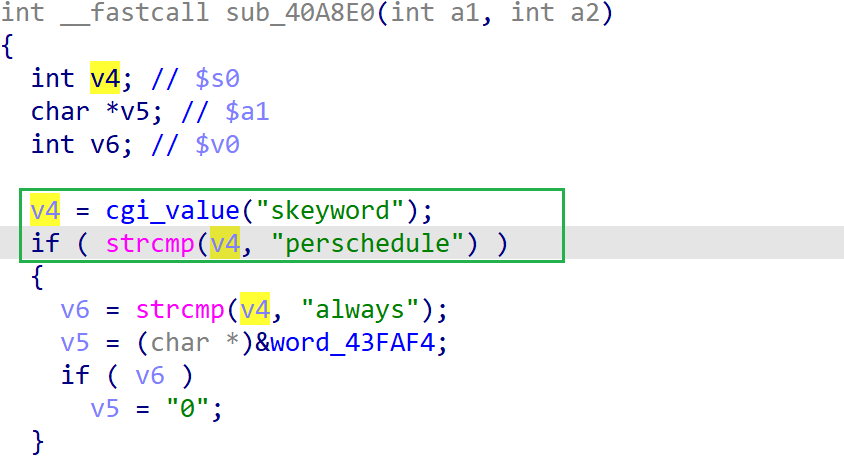 int __fastcall sub_40A8E0(int a1, int a2)
{
  int v4; // $s0
  char *v5; // $a1
  int v6; // $v0

  v4 = cgi_value("skeyword");
  if ( strcmp(v4, "perschedule") )
  {
    v6 = strcmp(v4, "always");
    v5 = (char *)&word_43FAF4;
    if ( v6 )
      v5 = "0";
  }